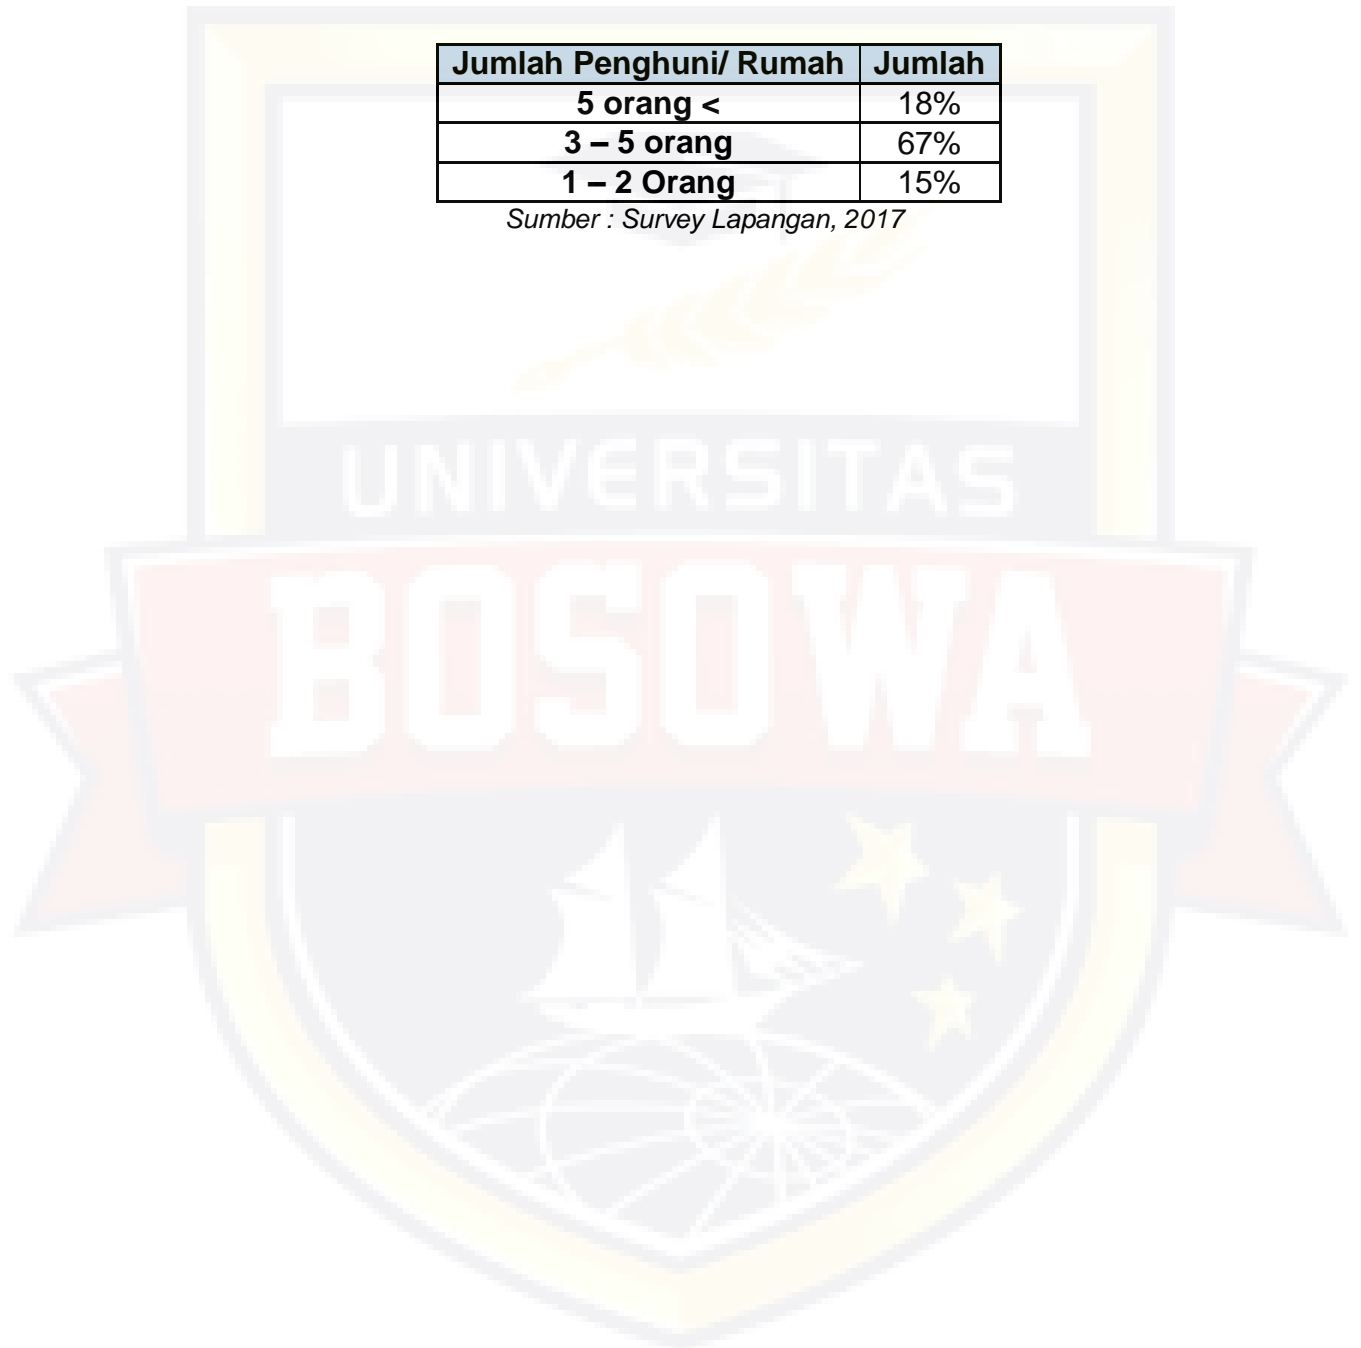 Jumlah Penghuni/ Rumah Jumlah
5 orang < 18%
3 – 5 orang 67%
1 – 2 Orang 15%
Sumber : Survey Lapangan, 2017
UNIVERSITAS
BOSOWA